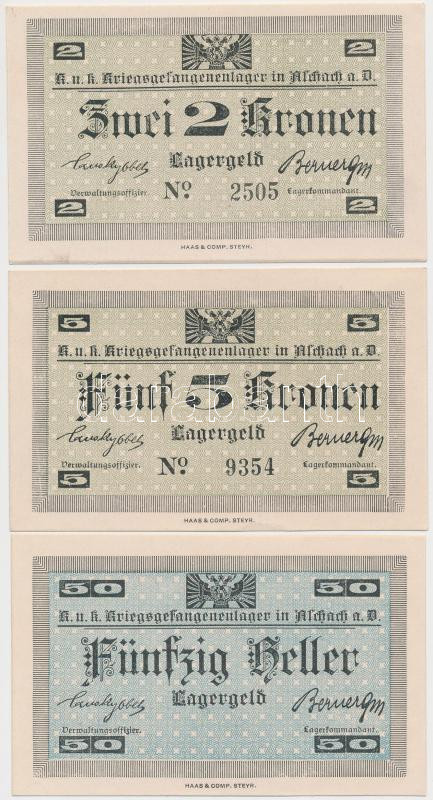 2 2
K. u. k. Kriegsgefangenenlager in Aschach a. D.
Zwei 2 Kronen
Lagergeld
Verwaltungsoffizier. No. 2505 Lagerkommandant.
2 2
HAAS & COMP. STEYR.
5 5
K. u. k. Kriegsgefangenenlager in Aschach a. D.
Fünf 5 Kronen
Lagergeld
Verwaltungsoffizier. No. 9354 Lagerkommandant.
5 5
HAAS & COMP. STEYR.
50 50
K. u. k. Kriegsgefangenenlager in Aschach a. D.
Fünfzig Heller
Lagergeld
Verwaltungsoffizier. Lagerkommandant.
50 50
HAAS & COMP. STEYR.